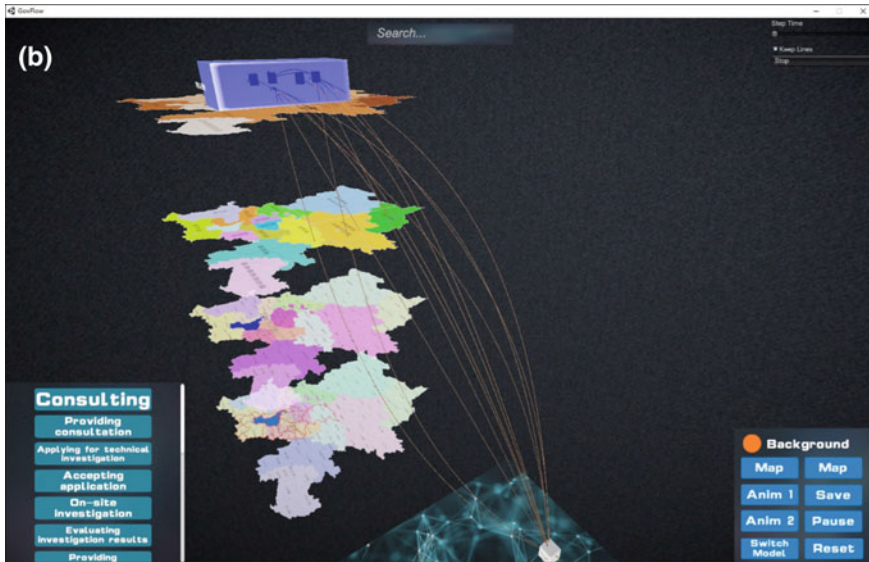 GovFlow
Search...
Step Time
Keep Lines
Stop
(b)
Consulting
Providing
consultation
Applying for technical
investigation
Accepting
application
On-site
investigation
Evaluating
investigation results
Providing
Background
Map
Map
Anim 1
Save
Anim 2
Pause
Switch
Model
Reset